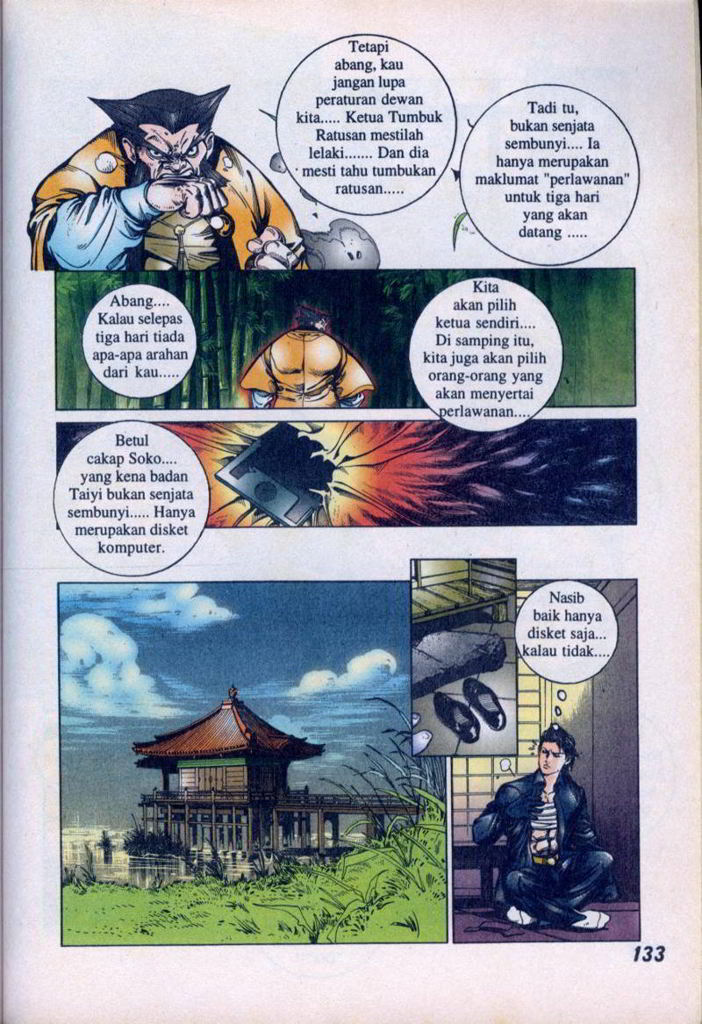 Tetapi
abang, kau
jangan lupa
peraturan dewan
kita..... Ketua Tumbuk
Ratusan mestilah
lelaki....... Dan dia
mesti tahu tumbukan
ratusan.....
Tadi tu,
bukan senjata
sembunyi.... Ia
hanya merupakan
maklumat "perlawanan"
untuk tiga hari
yang akan
datang .....
Abang....
Kalau selepas
tiga hari tiada
apa-apa arahan
dari kau.....
Kita
akan pilih
ketua sendiri....
Di samping itu,
kita juga akan pilih
orang-orang yang
akan menyertai
perlawanan....
Betul
cakap Soko....
yang kena badan
Taiyi bukan senjata
sembunyi..... Hanya
merupakan disket
komputer.
Nasib
baik hanya
disket saja...
kalau tidak....
133